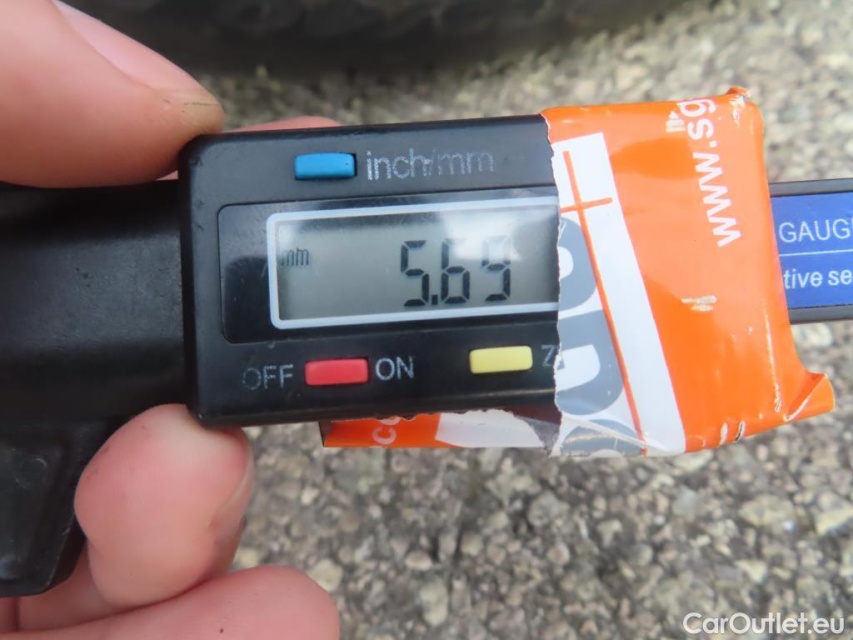 inch/mm
mm
5.69
OFF
ON
www.sg
GAUG
tive se
CarOutlet.eu